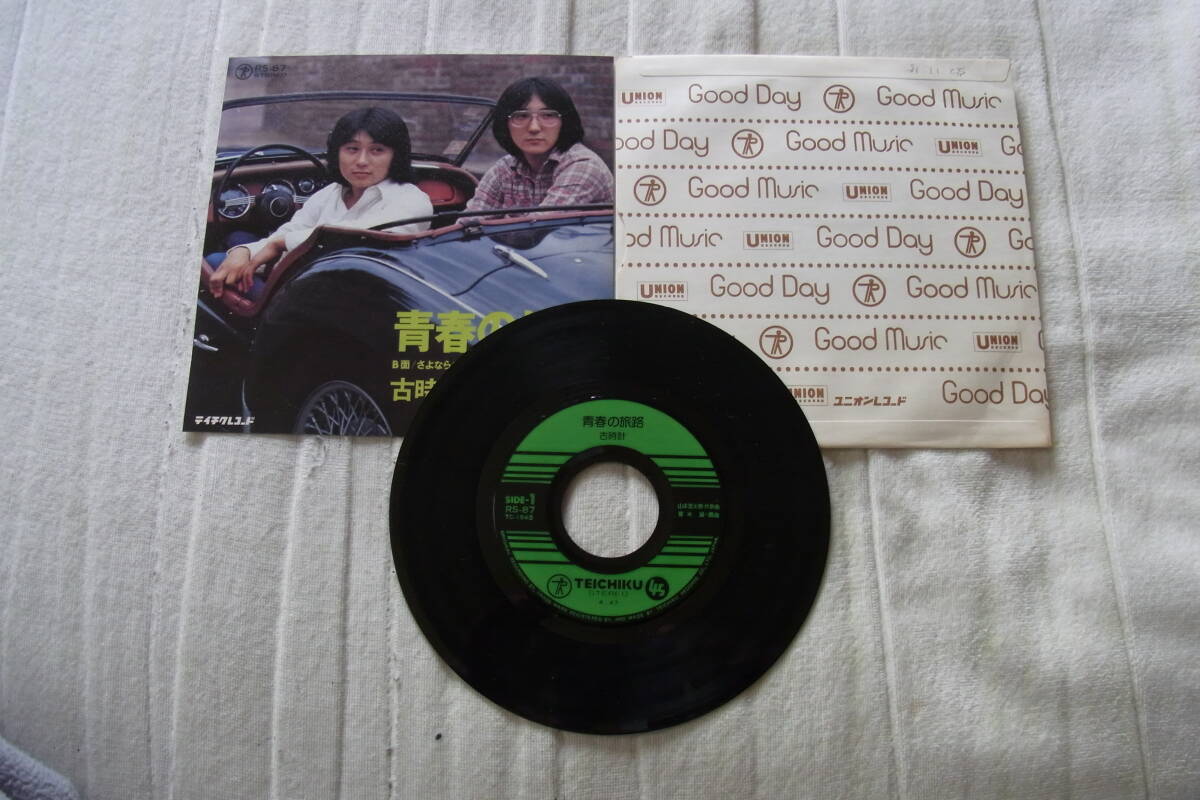 RS-87
STEREO
青春の
B面/さよなら
古時
テイチクレコード
UNION Good Day Good Music
ood Day Good Music UNION Go
Good Music UNION Good Day
od Music UNION Good Day Go
UNION Good Day Good Music
Good Music UNION
UNION ユニオンレコード Good Day
青春の旅路
古時計
SIDE-1
RS-87
TEICHIKU 45
STEREO